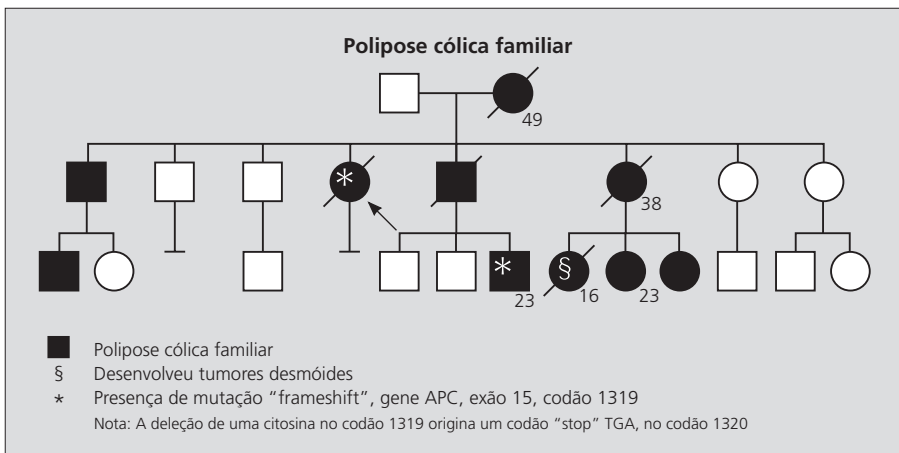 Polipose cólica familiar
49
*
38
*
§
23
16
23
Polipose cólica familiar
§ Desenvolveu tumores desmóides
* Presença de mutação “frameshift”, gene APC, exão 15, codão 1319
Nota: A deleção de uma citosina no codão 1319 origina um codão “stop” TGA, no codão 1320